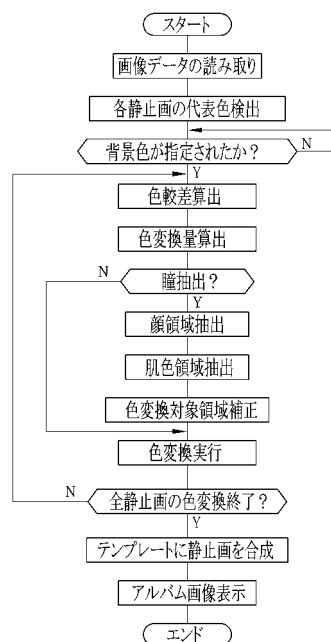 スタート
画像データの読み取り
各静止画の代表色検出
背景色が指定されたか？
N
Y
色較差算出
色変換量算出
N
瞳抽出？
Y
顔領域抽出
肌色領域抽出
色変換対象領域補正
色変換実行
N
全静止画の色変換終了？
Y
テンプレートに静止画を合成
アルバム画像表示
エンド